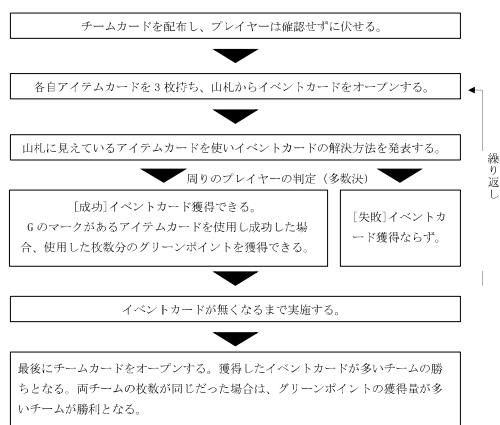 チームカードを配布し、プレイヤーは確認せずに伏せる。
各自アイテムカードを3枚持ち、山札からイベントカードをオープンする。
山札に見えているアイテムカードを使いイベントカードの解決方法を発表する。
周りのプレイヤーの判定（多数決）
[成功]イベントカード獲得できる。
Gのマークがあるアイテムカードを使用し成功した場
合、使用した枚数分のグリーンポイントを獲得できる。
[失敗]イベントカ
ード獲得ならず。
繰り返し
イベントカードが無くなるまで実施する。
最後にチームカードをオープンする。獲得したイベントカードが多いチームの勝
ちとなる。両チームの枚数が同じだった場合は、グリーンポイントの獲得量が多
いチームが勝利となる。